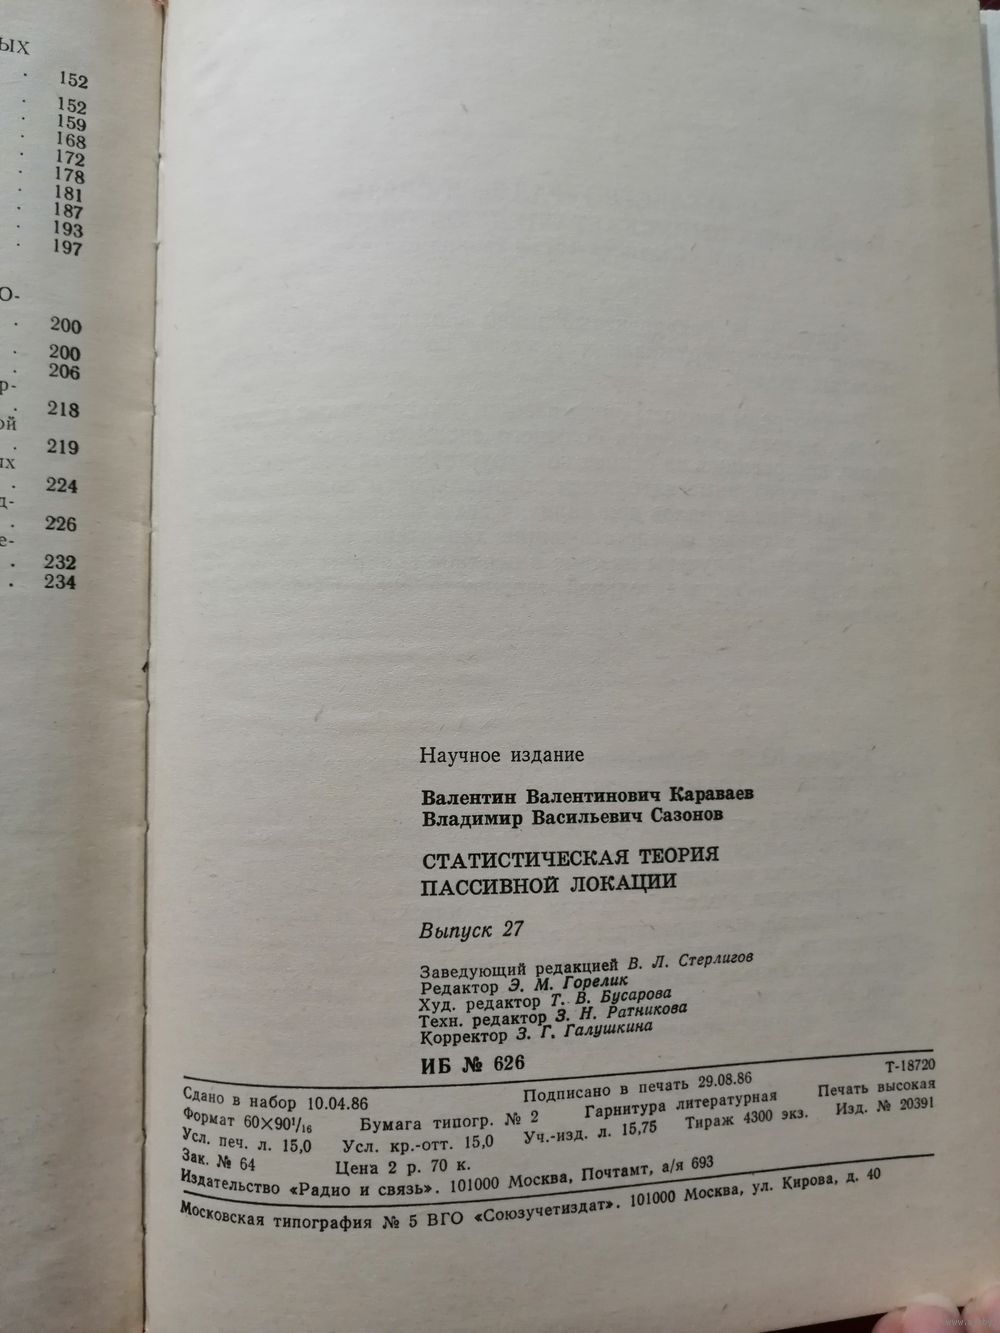 ых
. 152
. 152
. 159
. 168
. 172
. 178
. 181
. 187
. 193
. 197
О-
. 200
. 200
. 206
р-
. 218
ой
. 219
ых
. 224
д-
. 226
е-
. 232
. 234
Научное издание
Валентин Валентинович Караваев
Владимир Васильевич Сазонов
СТАТИСТИЧЕСКАЯ ТЕОРИЯ
ПАССИВНОЙ ЛОКАЦИИ
Выпуск 27
Заведующий редакцией В. Л. Стерлигов
Редактор Э. М. Горелик
Худ. редактор Т. В. Бусарова
Техн. редактор З. Н. Ратникова
Корректор З. Г. Галушкина
ИБ № 626
Сдано в набор 10.04.86 Подписано в печать 29.08.86 Т-18720
Формат 60×90¹/₁₆ Бумага типогр. № 2 Гарнитура литературная Печать высокая
Усл. печ. л. 15,0 Усл. кр.-отт. 15,0 Уч.-изд. л. 15,75 Тираж 4300 экз. Изд. № 20391
Зак. № 64 Цена 2 р. 70 к.
Издательство «Радио и связь». 101000 Москва, Почтамт, а/я 693
Московская типография № 5 ВГО «Союзучетиздат». 101000 Москва, ул. Кирова, д. 40